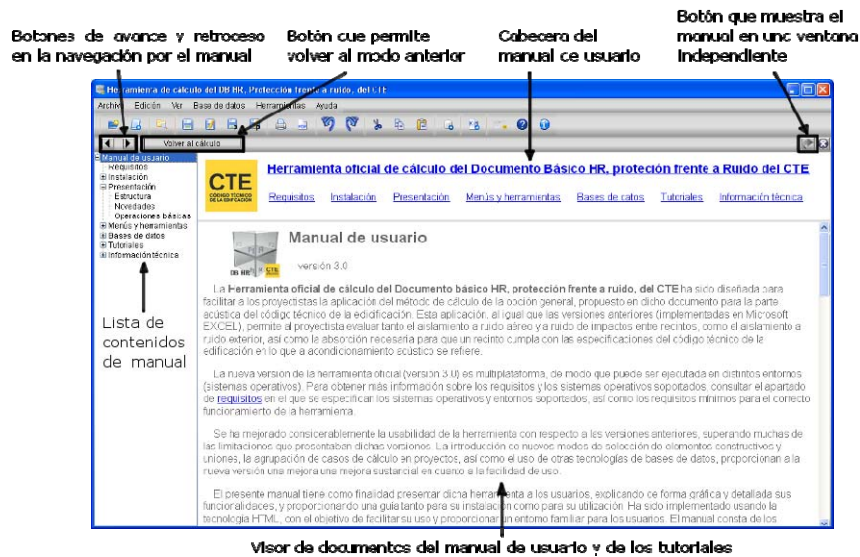 Botones de avance y retroceso
en la navegación por el manual
Botón que permite
volver al modo anterior
Cabecera del
manual de usuario
Botón que muestra el
manual en una ventana
independiente
Herramienta de cálculo del DB HR, Protección frente a ruido, del CTE
Archivo Edición Ver Base de datos Herramientas Ayuda
Volver al cálculo
Manual de usuario
Requisitos
Instalación
Presentación
Estructura
Novedades
Operaciones básicas
Menús y herramientas
Bases de datos
Tutoriales
Información técnica
Lista de
contenidos
de manual
CTE
CÓDIGO TÉCNICO
DE LA EDIFICACIÓN
Herramienta oficial de cálculo del Documento Básico HR, proteción frente a Ruido del CTE
Requisitos Instalación Presentación Menús y herramientas Bases de datos Tutoriales Información técnica
DB HR CTE
Manual de usuario
versión 3.0
La Herramienta oficial de cálculo del Documento básico HR, protección frente a ruido, del CTE ha sido diseñada para
facilitar a los proyectistas la aplicación del método de cálculo de la opción general, propuesto en dicho documento para la parte
acústica del código técnico de la edidificación. Esta aplicación, al igual que las versiones anteriores (implementadas en Microsoft
EXCEL), permite al proyectista evaluar tanto el aislamiento a ruido aéreo y a ruido de impactos entre recintos, como el aislamiento a
ruido exterior, así como la absorción necesaria para que un recinto cumpla con las especificaciones del código técnico de la
edificación en lo que a acondicionamiento acústico se refiere.
La nueva versión de la herramienta oficial (versión 3.0) es multiplataforma, de modo que puede ser ejecutada en distintos entornos
(sistemas operativos). Para obtener más información sobre los requisitos y los sistemas operativos soportados, consultar el apartado
de requisitos en el que se especifican los sistemas operativos y entornos soportados, así como los requisitos mínimos para el correcto
funcionamiento de la herramienta.
Se ha mejorado considerablemente la usabilidad de la herramienta con respecto a las versiones anteriores, superando muchas de
las limitaciones que presentaban dichas versiones. La introducción de nuevos modos de selección de elementos constructivos y
uniones, la agrupación de casos de cálculo en proyectos, así como el uso de otras tecnologías de bases de datos, proporcionan a la
nueva versión una mejora una mejora sustancial en cuanto a la facilidad de uso.
El presente manual tiene como finalidad presentar dicha herramienta a los usuarios, explicando de forma gráfica y detallada sus
funcionalidades, y proporcionando una guía tanto para su instalación como para su utilización. Ha sido implementado usando la
tecnología HTML, con el objetivo de facilitar su uso y proporcionar un entorno familiar para los usuarios. El manual consta de los
Visor de documentos del manual de usuario y de los tutoriales